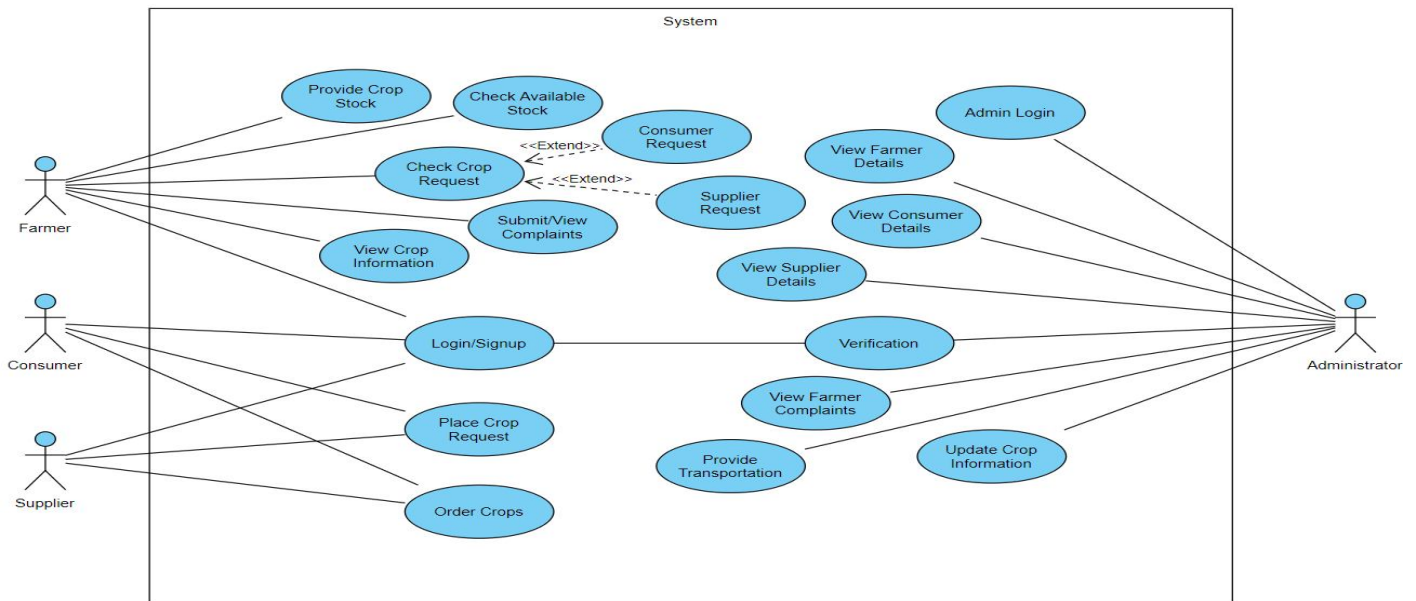 System
Provide Crop
Stock
Check Available
Stock
Admin Login
Consumer
Request
<<Extend>>
View Farmer
Details
Check Crop
Request
<<Extend>>
Supplier
Request
Farmer
Submit/View
Complaints
View Consumer
Details
View Crop
Information
View Supplier
Details
Consumer
Login/Signup
Verification
Administrator
View Farmer
Complaints
Place Crop
Request
Provide
Transportation
Update Crop
Information
Supplier
Order Crops